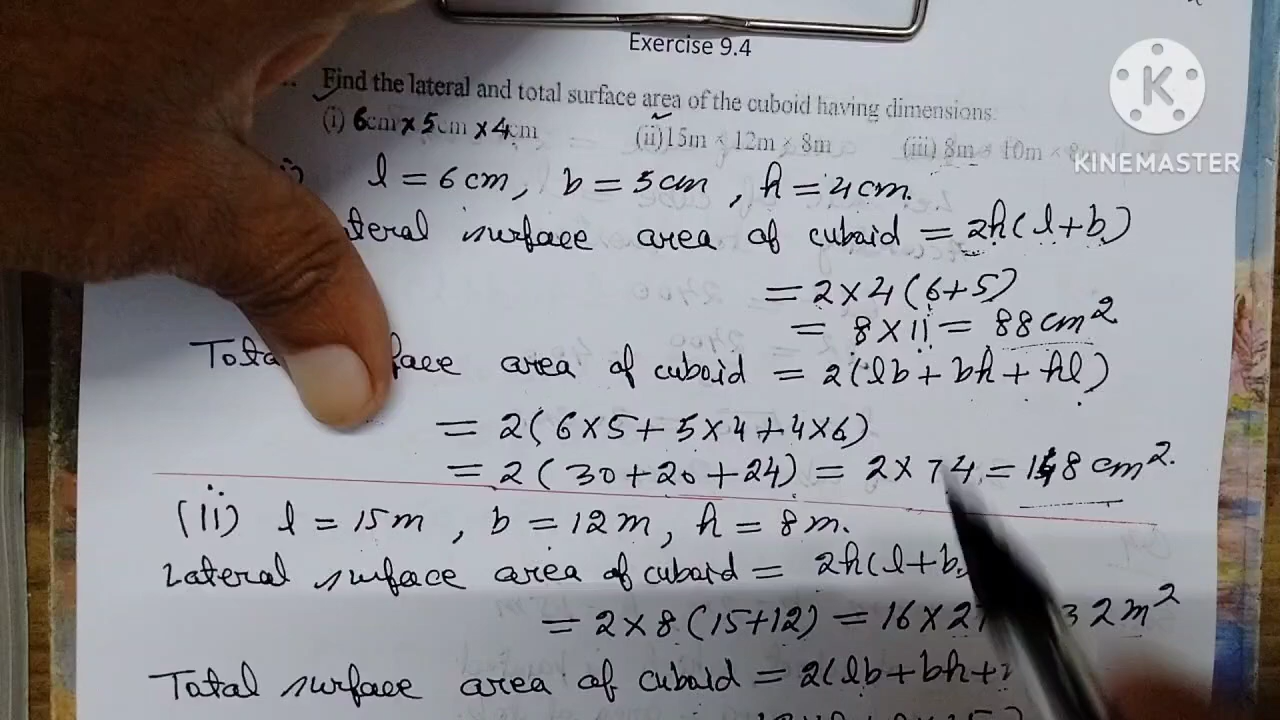 Exercise 9.4
Find the lateral and total surface area of the cuboid having dimensions:
(i) 6cm × 5cm × 4cm (ii) 15m × 12m × 8m (iii) 8m × 10m ×
KINEMASTER
l = 6 cm, b = 5 cm, h = 4 cm.
surface area of cuboid = 2h(l+b)
= 2×4(6+5)
= 8×11 = 88 cm²
area of cuboid = 2(lb+bh+hl)
= 2(6×5+5×4+4×6)
= 2(30+20+24) = 2×74 = 148 cm².
(ii) l = 15m, b = 12m, h = 8m.
Lateral surface area of cuboid = 2h(l+b)
= 2×8(15+12) = 16×27 32m²
Total surface area of cuboid = 2(lb+bh+